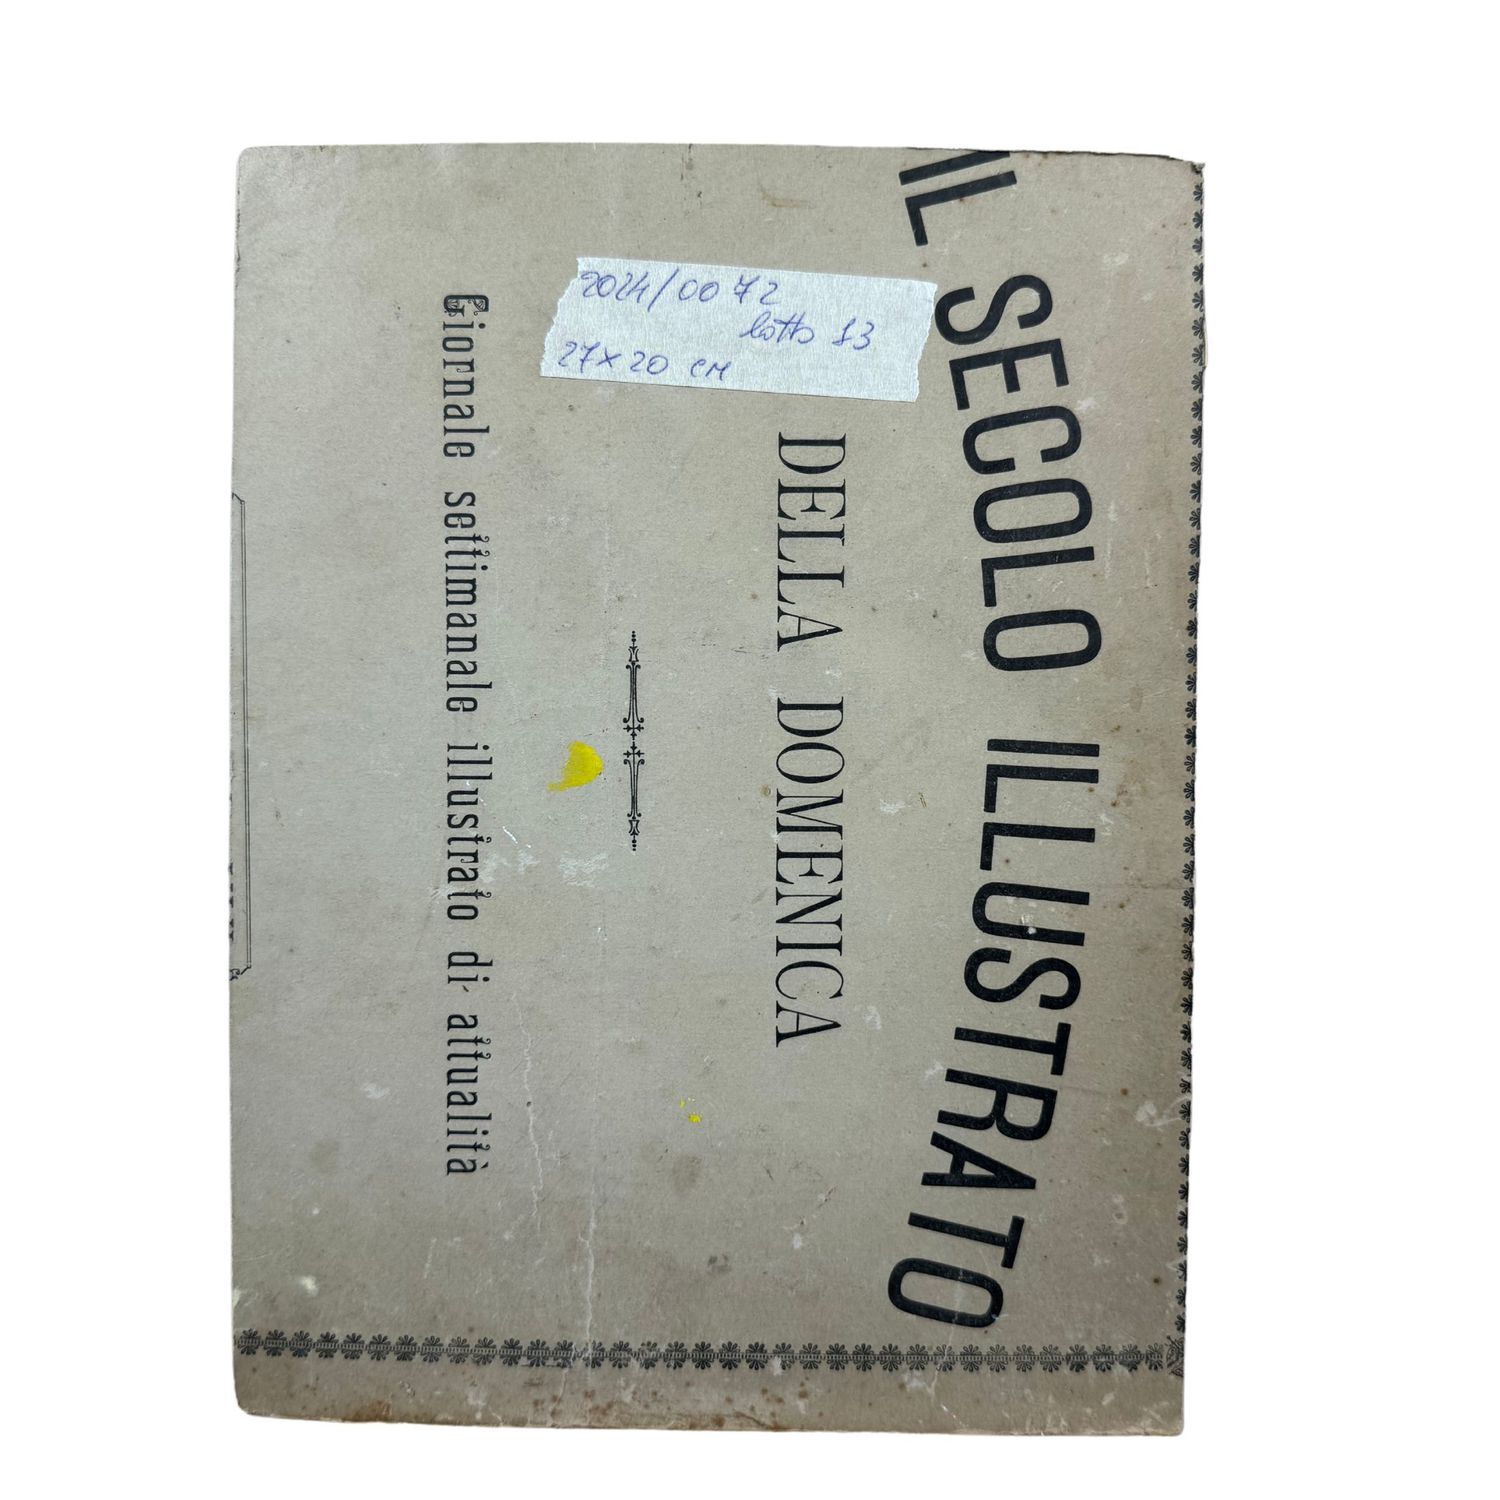 IL SECOLO ILLUSTRATO
DELLA DOMENICA
Giornale settimanale illustrato di attualità
2024/0072
lotto 13
27x20 cm